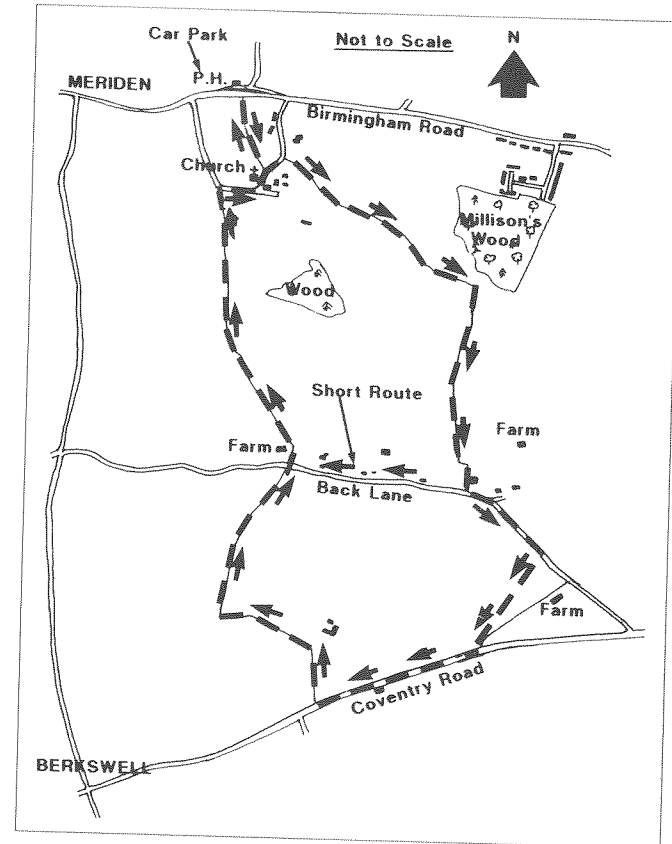 Car Park
Not to Scale
N
P.H.
MERIDEN
Birmingham Road
Church
Millison's
Wood
Wood
Short Route
Farm
Farm
Back Lane
Farm
Coventry Road
BERKSWELL